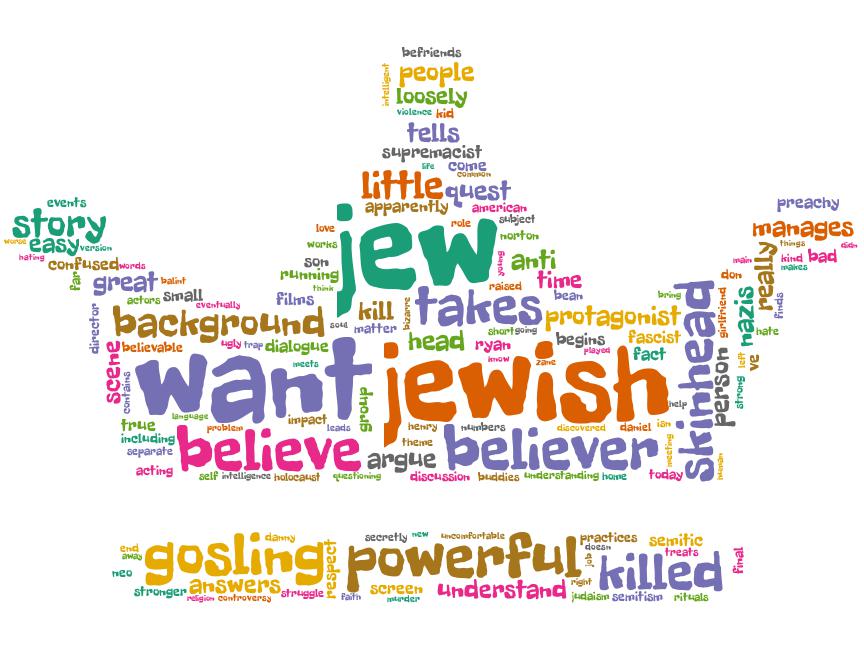 befriends
intelligent
people
loosely
violence kid
tells
supremacist
life come
common
little quest
apparently american
events
story
worse easy version
hating
confused words
far great balint
preachy
manages
things didn
main kind bad
makes
love
works
jew
role subject
norton
young anti
son
running
think
time
raised
bean
don
really
director
actors small
eventually
films
background
soul
kill
matter
bizarre
takes
short going
protagonist
bring
skinhead
girlfriend
nazis
finds
hate
scene
believable
ugly trap dialogue
head ryan
know
begins
played
fascist
fact
person
left
ve
strong
contains
meets
want
jewish
zane
help
language
impact
leads
group
true
problem
including
separate
believe
henry numbers
theme
argue
believer
discovered daniel isn
meeting
human
acting
self intelligence holocaust questioning discussion buddies understanding home today
end
away
neo
gosling
danny
respect
secretly new uncomfortable
powerful
practices
doesn
job
semitic
treats
killed
final
stronger answers
religion controversy
struggle
faith
screen
murder
understand
right
judaism semitism rituals